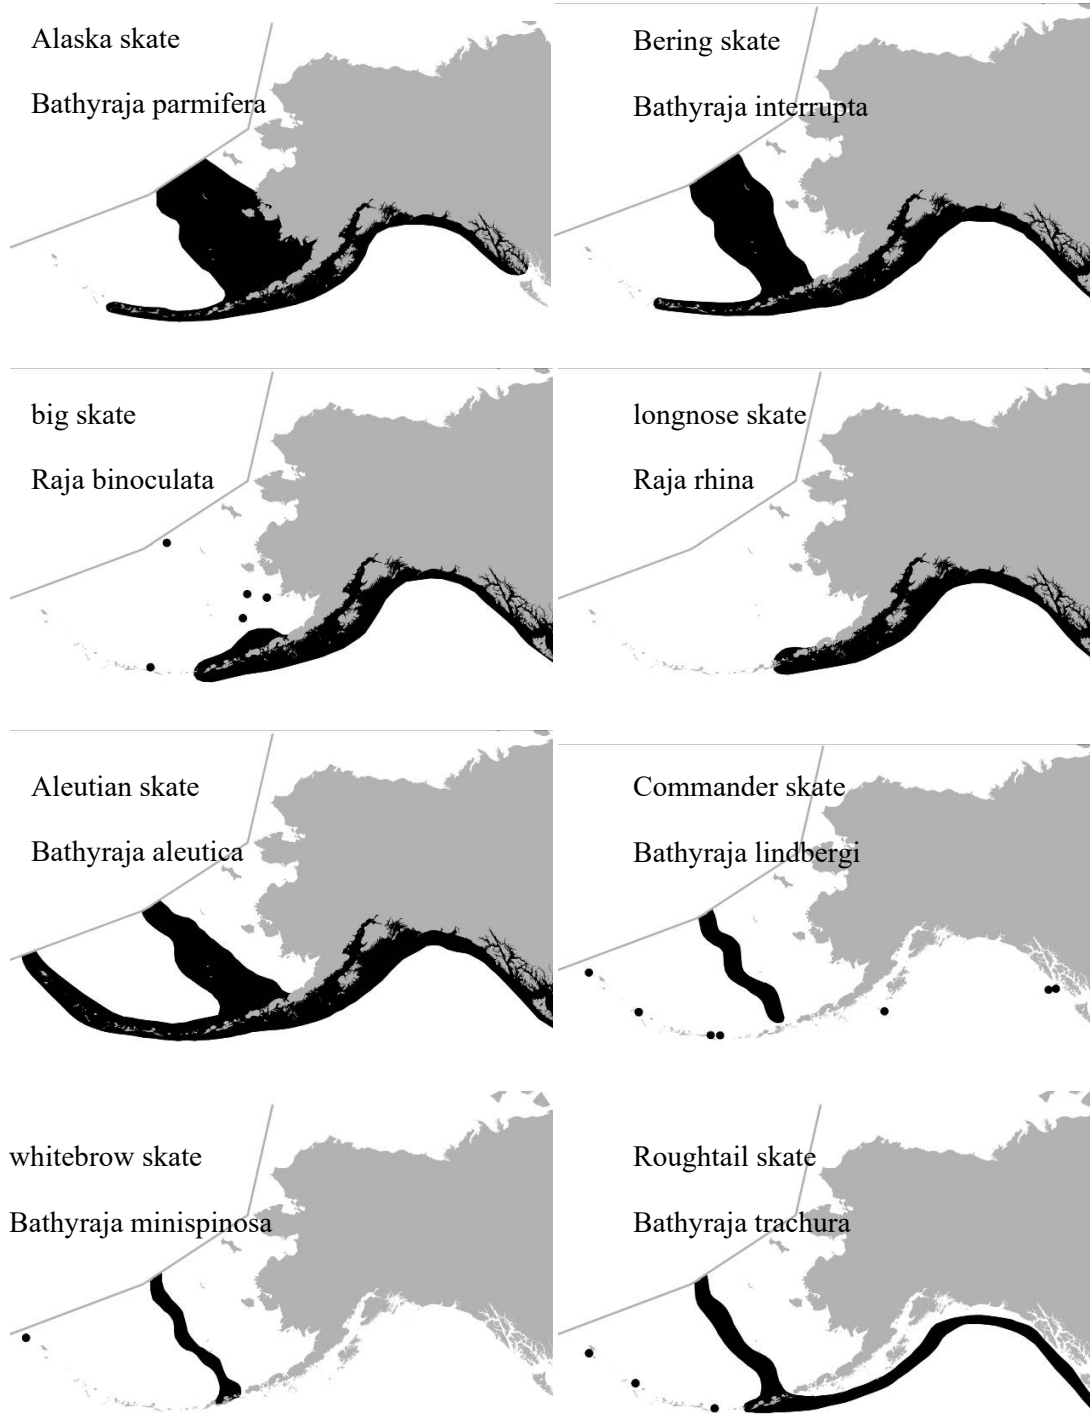 Alaska skate
Bathyraja parmifera
Bering skate
Bathyraja interrupta
big skate
Raja binoculata
longnose skate
Raja rhina
Aleutian skate
Bathyraja aleutica
Commander skate
Bathyraja lindbergi
whitebrow skate
Bathyraja minispinosa
Roughtail skate
Bathyraja trachura